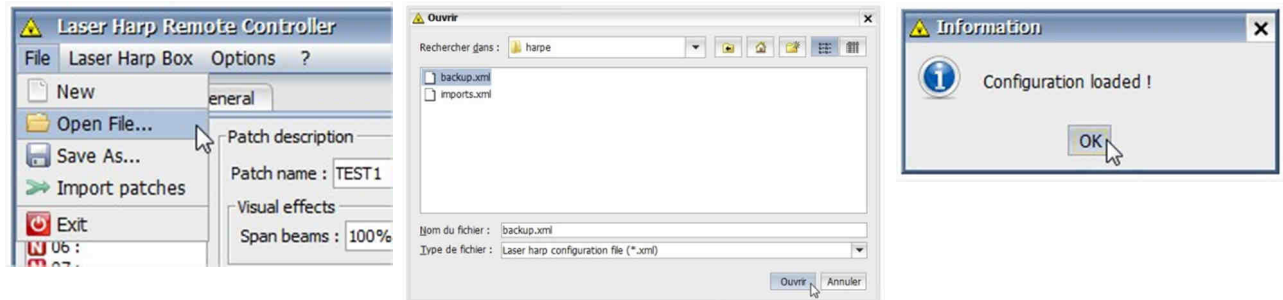 Laser Harp Remote Controller
File Laser Harp Box Options ?
New
eneral
Open File...
Patch description
Save As...
Patch name : TEST1
Import patches
Visual effects
Exit
Span beams : 100%
N 06 :
Ouvrir
Rechercher dans : harpe
backup.xml
imports.xml
Nom du fichier : backup.xml
Type de fichier : Laser harp configuration file (*.xml)
Ouvrir Annuler
Information
Configuration loaded !
OK